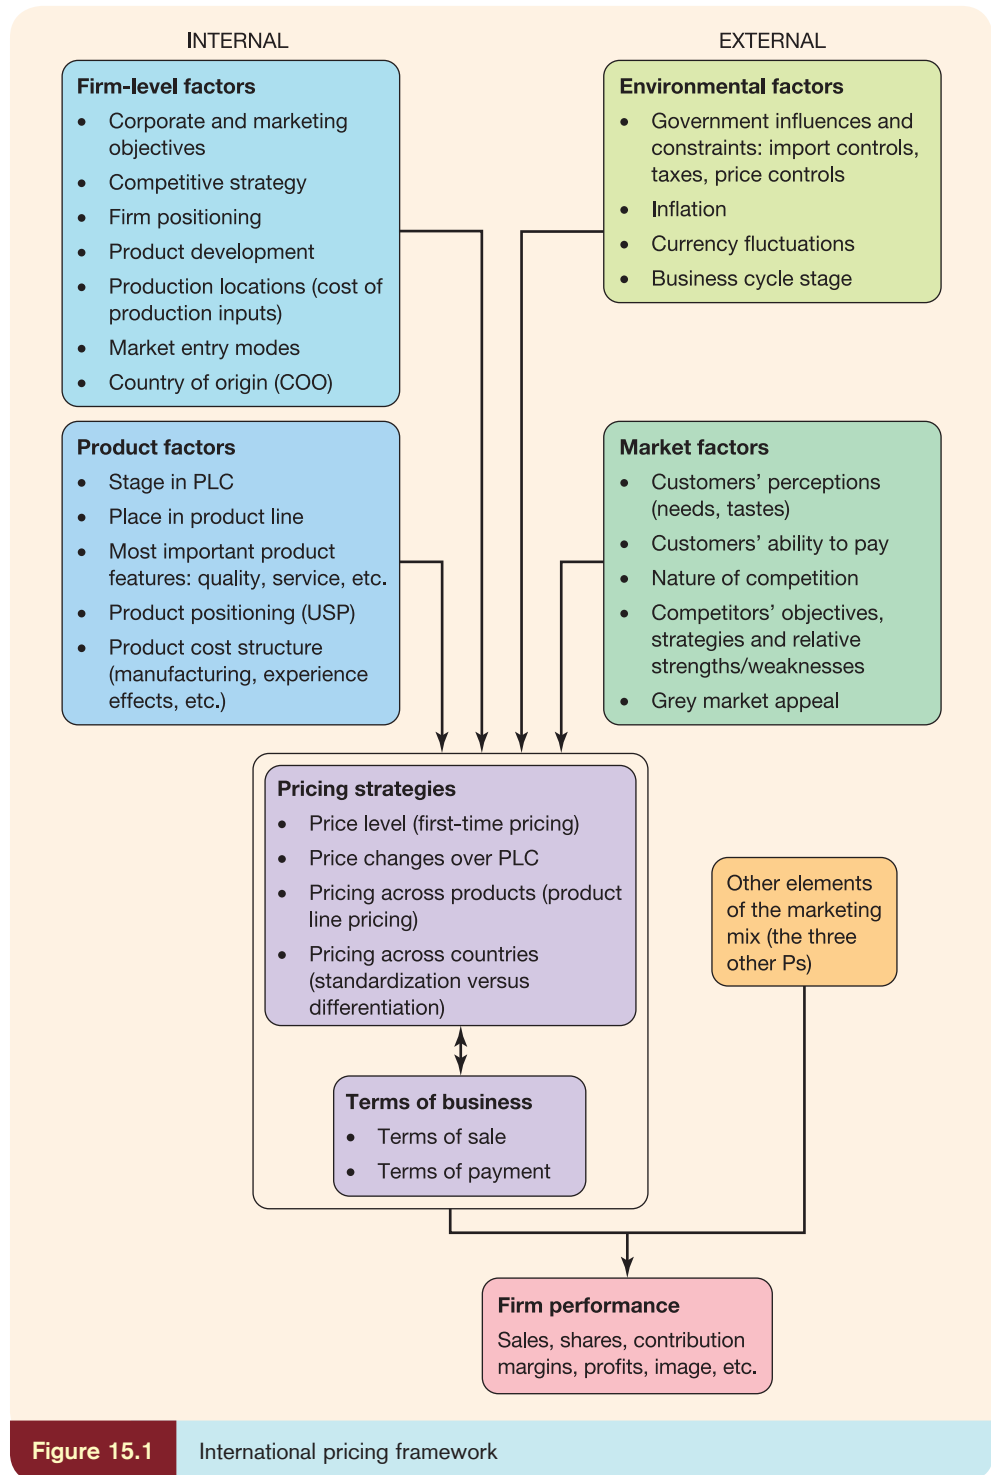 INTERNAL
Firm-level factors
• Corporate and marketing
objectives
• Competitive strategy
• Firm positioning
• Product development
• Production locations (cost of
production inputs)
• Market entry modes
• Country of origin (COO)
Product factors
• Stage in PLC
• Place in product line
• Most important product
features: quality, service, etc.
• Product positioning (USP)
• Product cost structure
(manufacturing, experience
effects, etc.)
EXTERNAL
Environmental factors
• Government influences and
constraints: import controls,
taxes, price controls
• Inflation
• Currency fluctuations
• Business cycle stage
Market factors
• Customers’ perceptions
(needs, tastes)
• Customers’ ability to pay
• Nature of competition
• Competitors’ objectives,
strategies and relative
strengths/weaknesses
• Grey market appeal
Pricing strategies
• Price level (first-time pricing)
• Price changes over PLC
• Pricing across products (product
line pricing)
• Pricing across countries
(standardization versus
differentiation)
Terms of business
• Terms of sale
• Terms of payment
Other elements
of the marketing
mix (the three
other Ps)
Firm performance
Sales, shares, contribution
margins, profits, image, etc.
Figure 15.1 International pricing framework